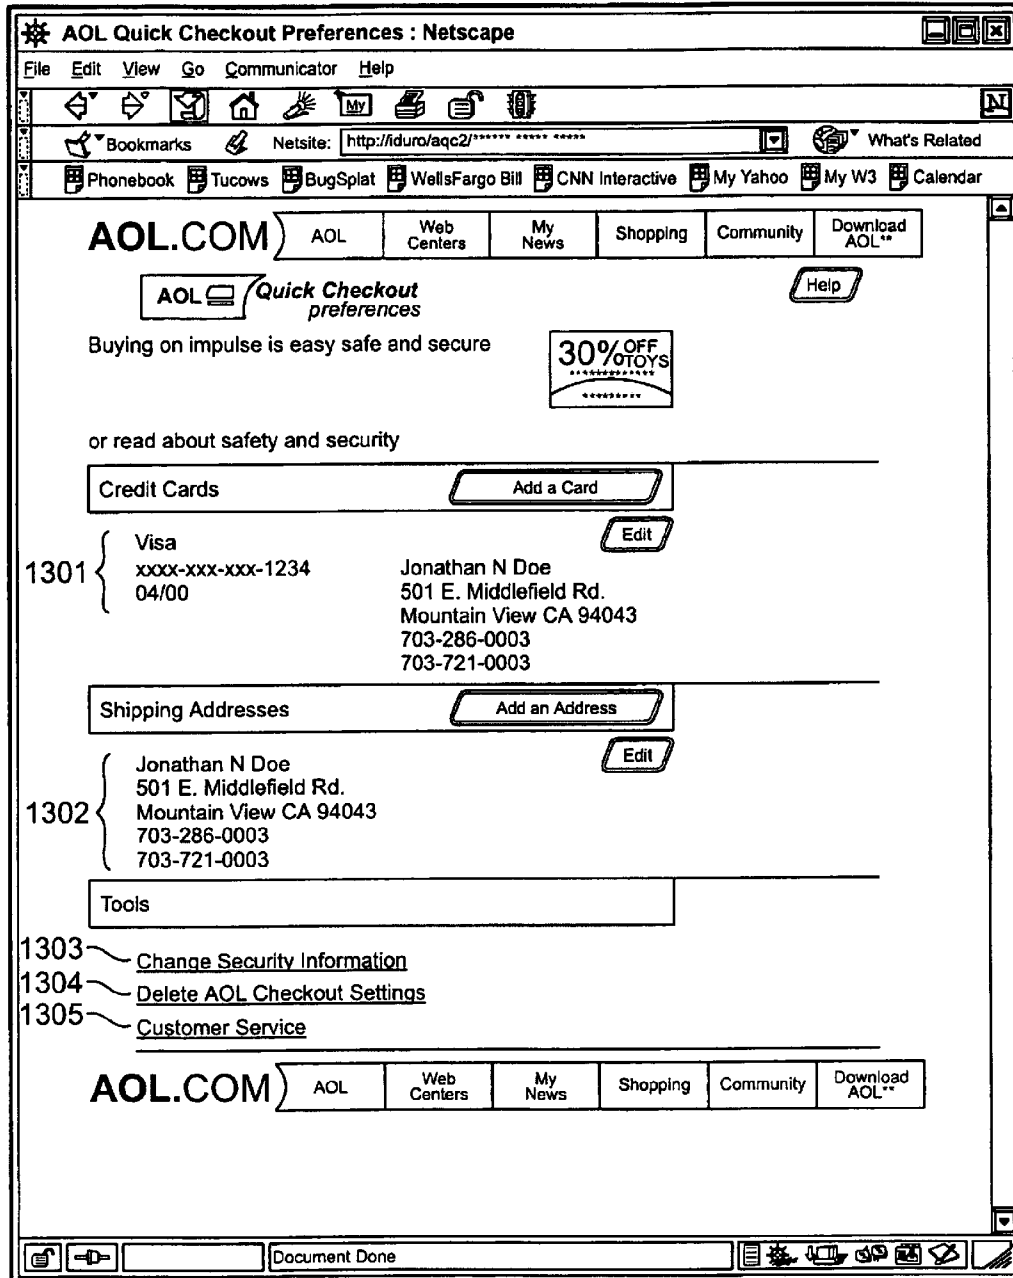 AOL Quick Checkout Preferences : Netscape
File Edit View Go Communicator Help
My
N
Bookmarks Netsite: http://iduro/aqc2/****** ***** ***** What's Related
Phonebook Tucows BugSplat WellsFargo Bill CNN Interactive My Yahoo My W3 Calendar
AOL.COM AOL Web Centers My News Shopping Community Download AOL**
AOL Quick Checkout preferences Help
Buying on impulse is easy safe and secure
30% OFF TOYS
*************
*********
or read about safety and security
Credit Cards Add a Card
Edit
1301
Visa
xxxx-xxx-xxx-1234
04/00
Jonathan N Doe
501 E. Middlefield Rd.
Mountain View CA 94043
703-286-0003
703-721-0003
Shipping Addresses Add an Address
Edit
1302
Jonathan N Doe
501 E. Middlefield Rd.
Mountain View CA 94043
703-286-0003
703-721-0003
Tools
1303 Change Security Information
1304 Delete AOL Checkout Settings
1305 Customer Service
AOL.COM AOL Web Centers My News Shopping Community Download AOL**
Document Done